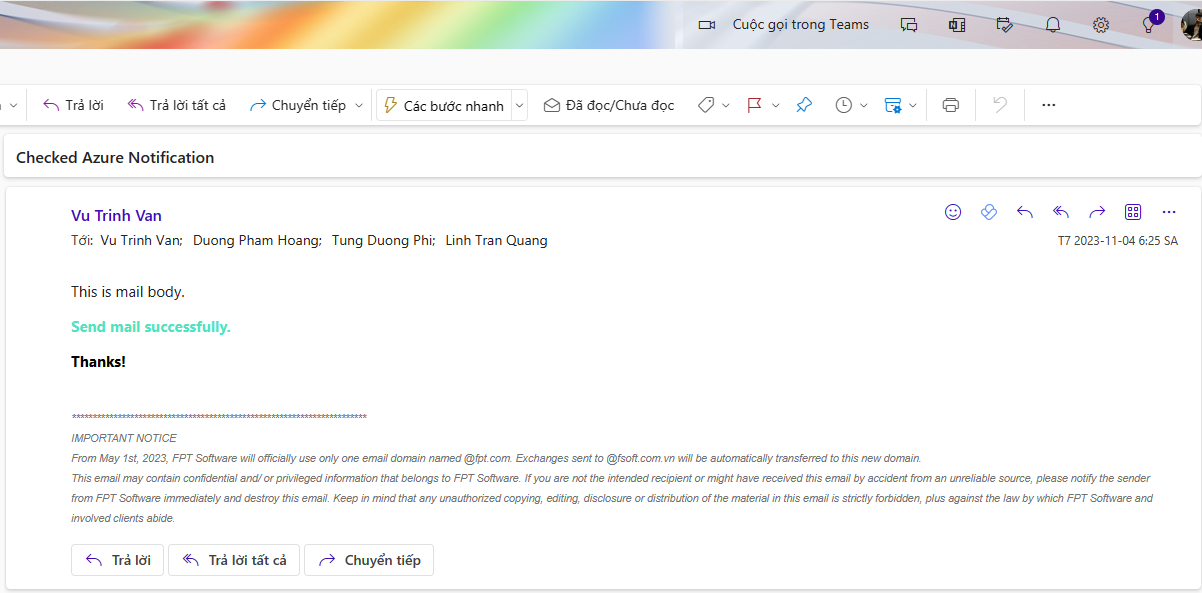 Cuộc gọi trong Teams
1
Trả lời Trả lời tất cả Chuyển tiếp Các bước nhanh Đã đọc/Chưa đọc
Checked Azure Notification
Vu Trinh Van
Tới: Vu Trinh Van; Duong Pham Hoang; Tung Duong Phi; Linh Tran Quang
T7 2023-11-04 6:25 SA
This is mail body.
Send mail successfully.
Thanks!
***********************************************************************
IMPORTANT NOTICE
From May 1st, 2023, FPT Software will officially use only one email domain named @fpt.com. Exchanges sent to @fsoft.com.vn will be automatically transferred to this new domain.
This email may contain confidential and/ or privileged information that belongs to FPT Software. If you are not the intended recipient or might have received this email by accident from an unreliable source, please notify the sender
from FPT Software immediately and destroy this email. Keep in mind that any unauthorized copying, editing, disclosure or distribution of the material in this email is strictly forbidden, plus against the law by which FPT Software and
involved clients abide.
Trả lời Trả lời tất cả Chuyển tiếp